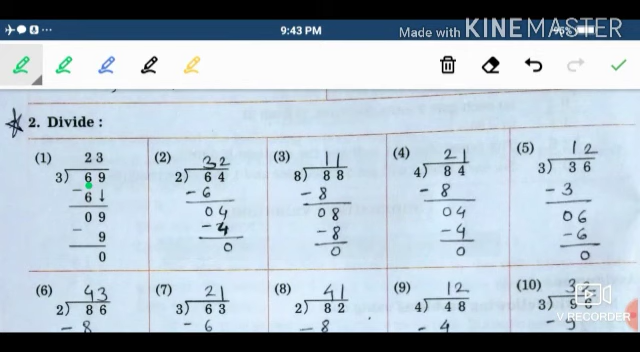 9:43 PM
Made with KINEMASTER
2. Divide :
(1) (2) (3) (4) (5)
23 32 11 21 12
3) 69 2) 64 8) 88 4) 84 3) 36
- 6↓ - 6 - 8 - 8 - 3
09 04 08 04 06
- 9 - 4 - 8 - 4 - 6
0 0 0 0 0
(6) (7) (8) (9) (10)
43 21 41 12
2) 86 3) 63 2) 82 4) 48 3)
- 8 - 6 - 8 - 4 - 9
V.RECORDER